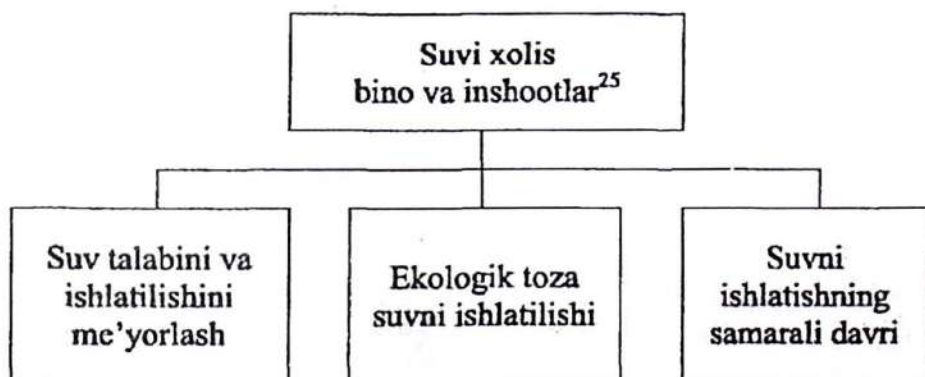 Suvi xolis
bino va inshootlar²⁵
Suv talabini va
ishlatilishini
me'yorlash
Ekologik toza
suvni ishlatilishi
Suvni
ishlatishning
samarali davri